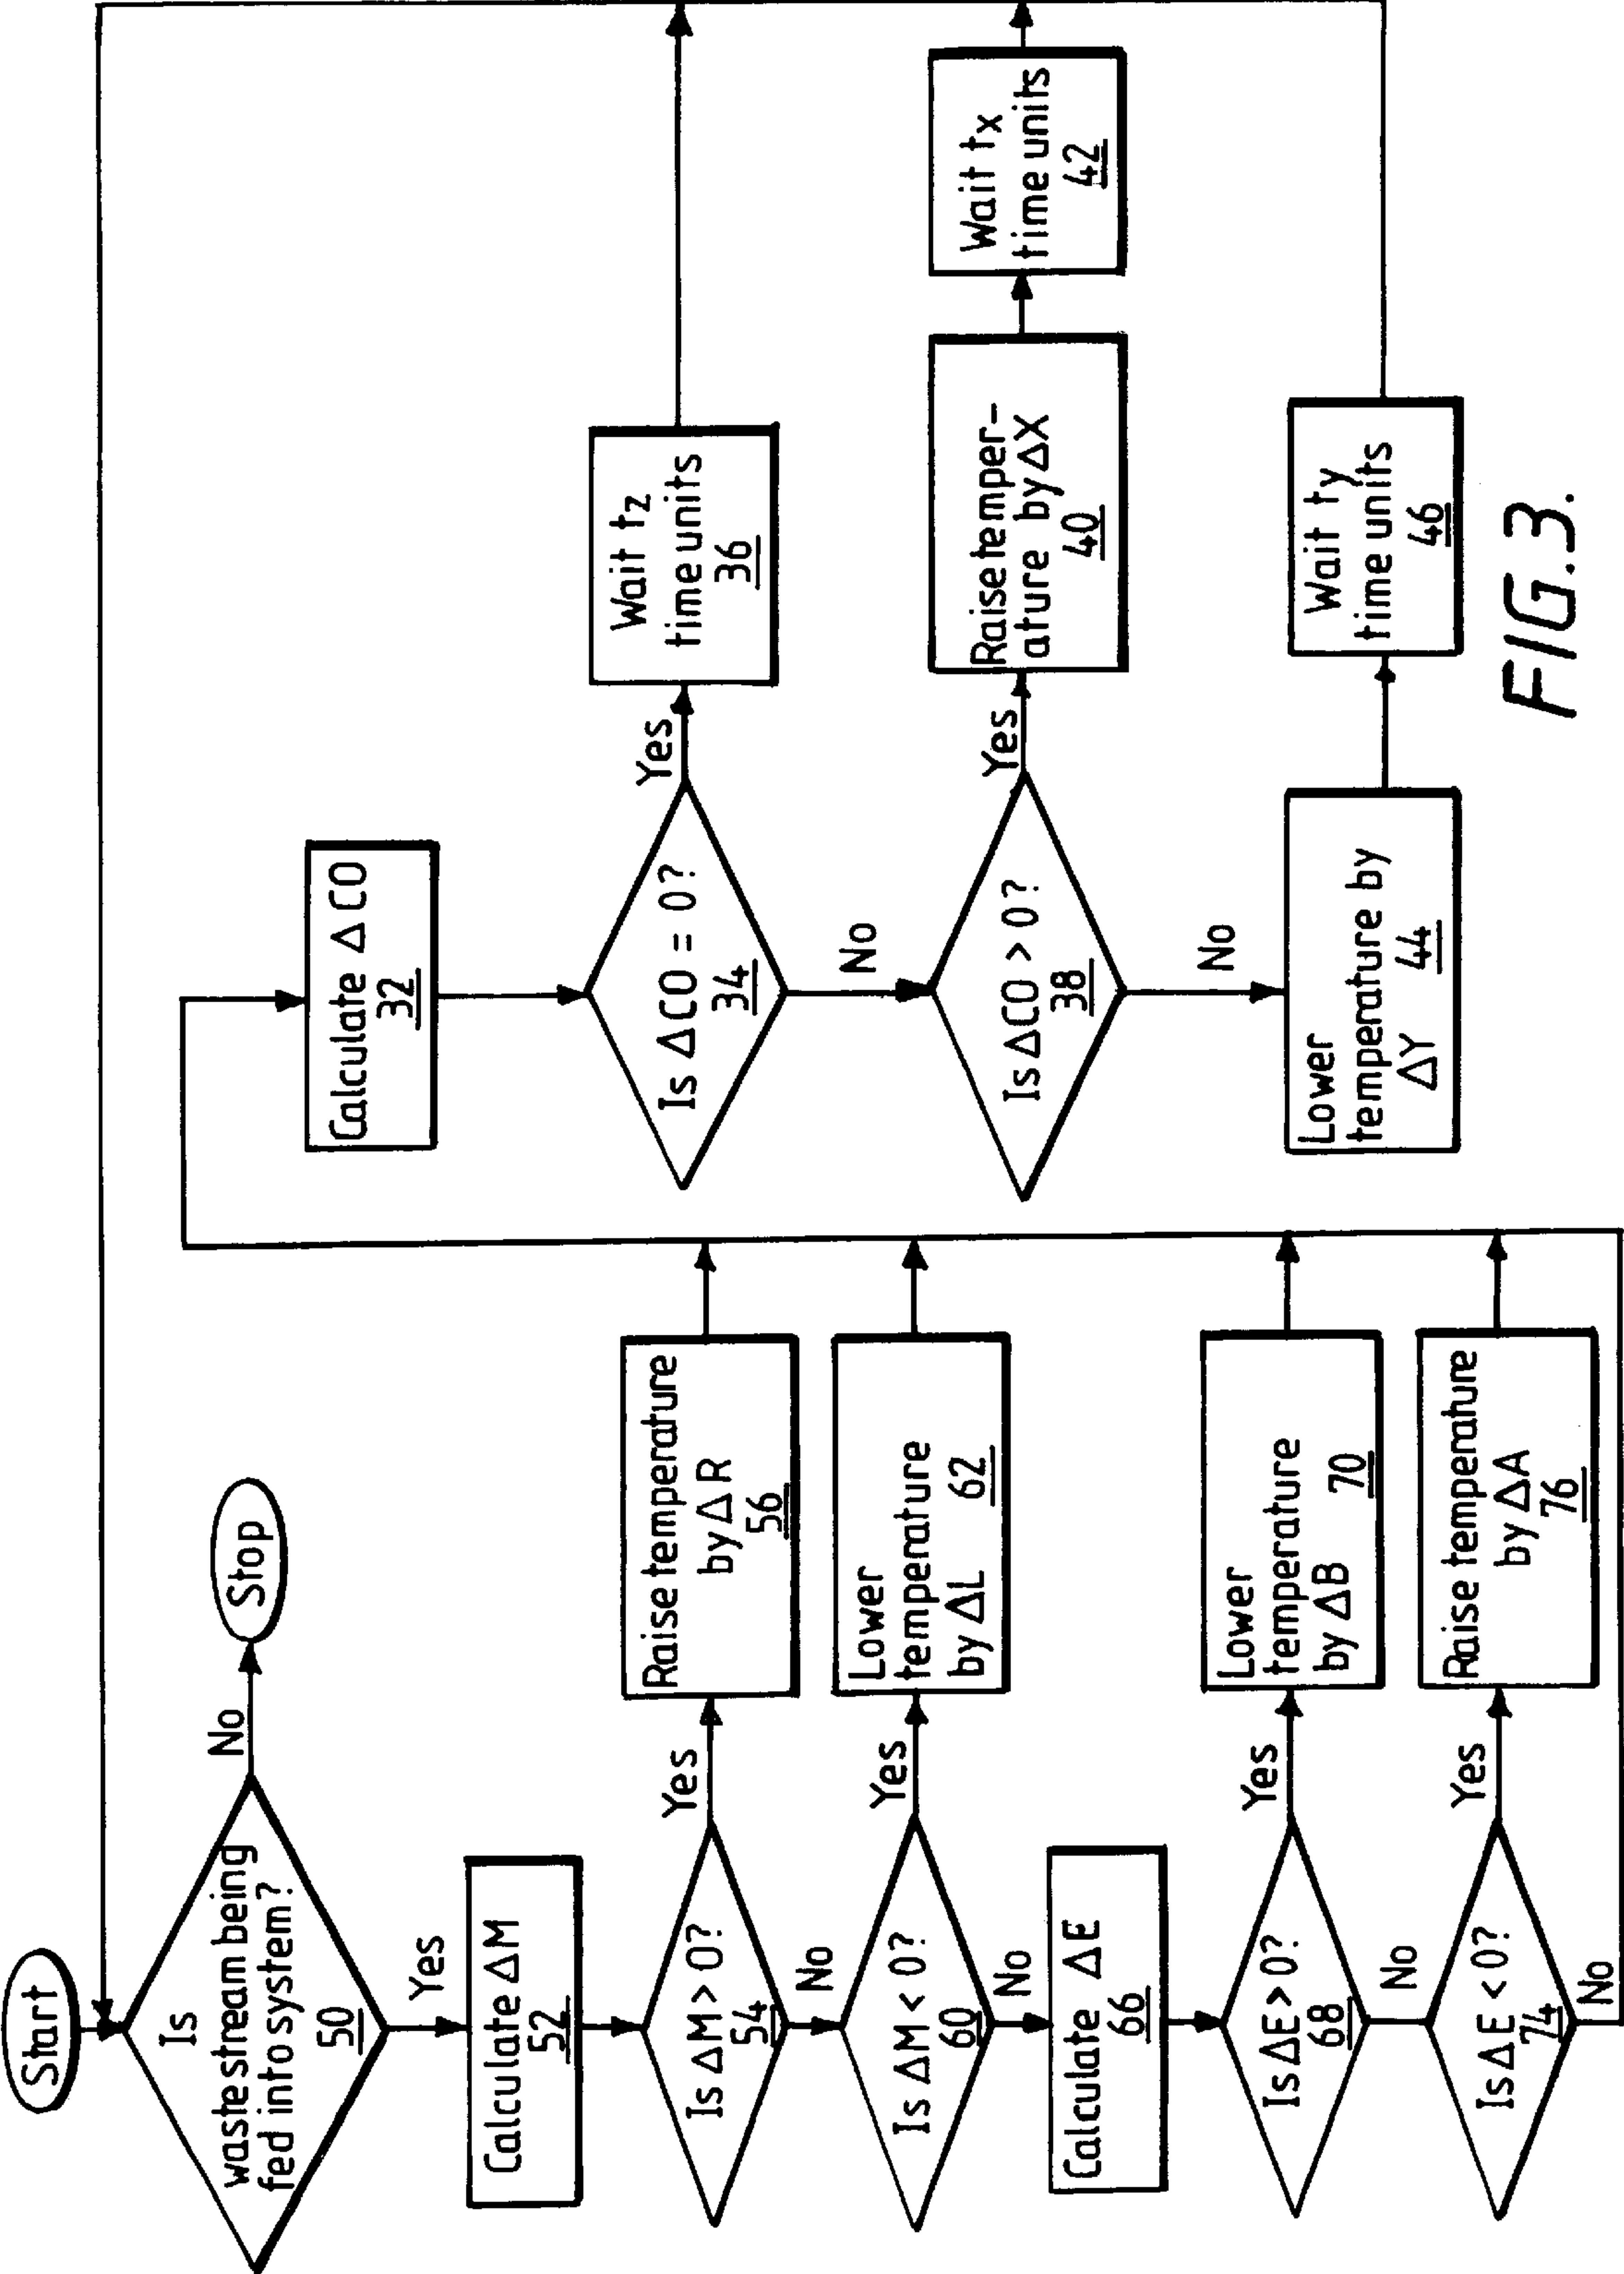 Start
Is
waste stream being
fed into system?
50
No
Stop
Yes
Calculate ΔM
52
Is ΔM > 0?
54
Yes
Raise temperature
by ΔR
56
No
Is ΔM < 0?
60
Yes
Lower
temperature
by ΔL 62
No
Calculate ΔE
66
Is ΔE > 0?
68
Yes
Lower
temperature
by ΔB 70
No
Is ΔE < 0?
74
Yes
Raise temperature
by ΔA
76
No
Calculate ΔCO
32
Is ΔCO = 0?
34
Yes
Wait tz
time units
36
No
Is ΔCO > 0?
38
Yes
Raise temper-
ature by ΔX
40
Wait tx
time units
42
No
Lower
temperature by
ΔY 44
Wait ty
time units
46
FIG. 3.